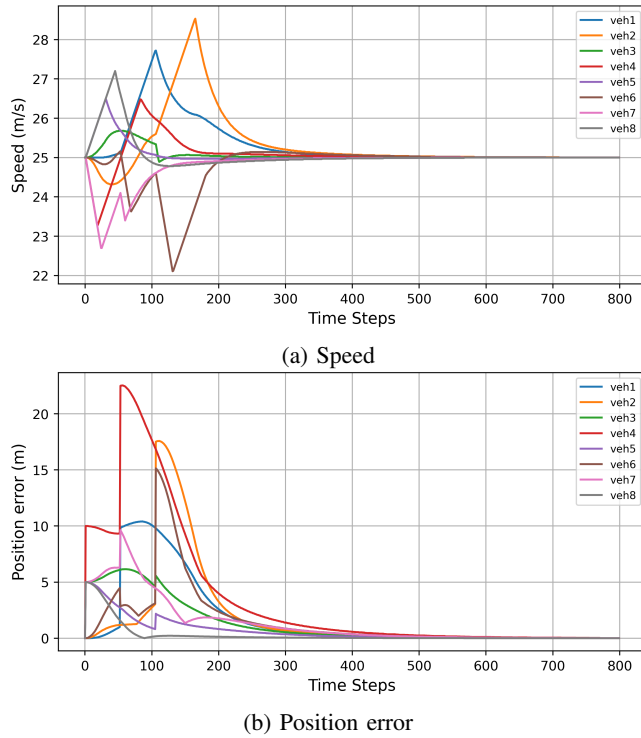 28
27
26
25
24
23
22
Speed (m/s)
0 100 200 300 400 500 600 700 800
Time Steps
veh1
veh2
veh3
veh4
veh5
veh6
veh7
veh8
(a) Speed
20
15
10
5
0
Position error (m)
0 100 200 300 400 500 600 700 800
Time Steps
veh1
veh2
veh3
veh4
veh5
veh6
veh7
veh8
(b) Position error